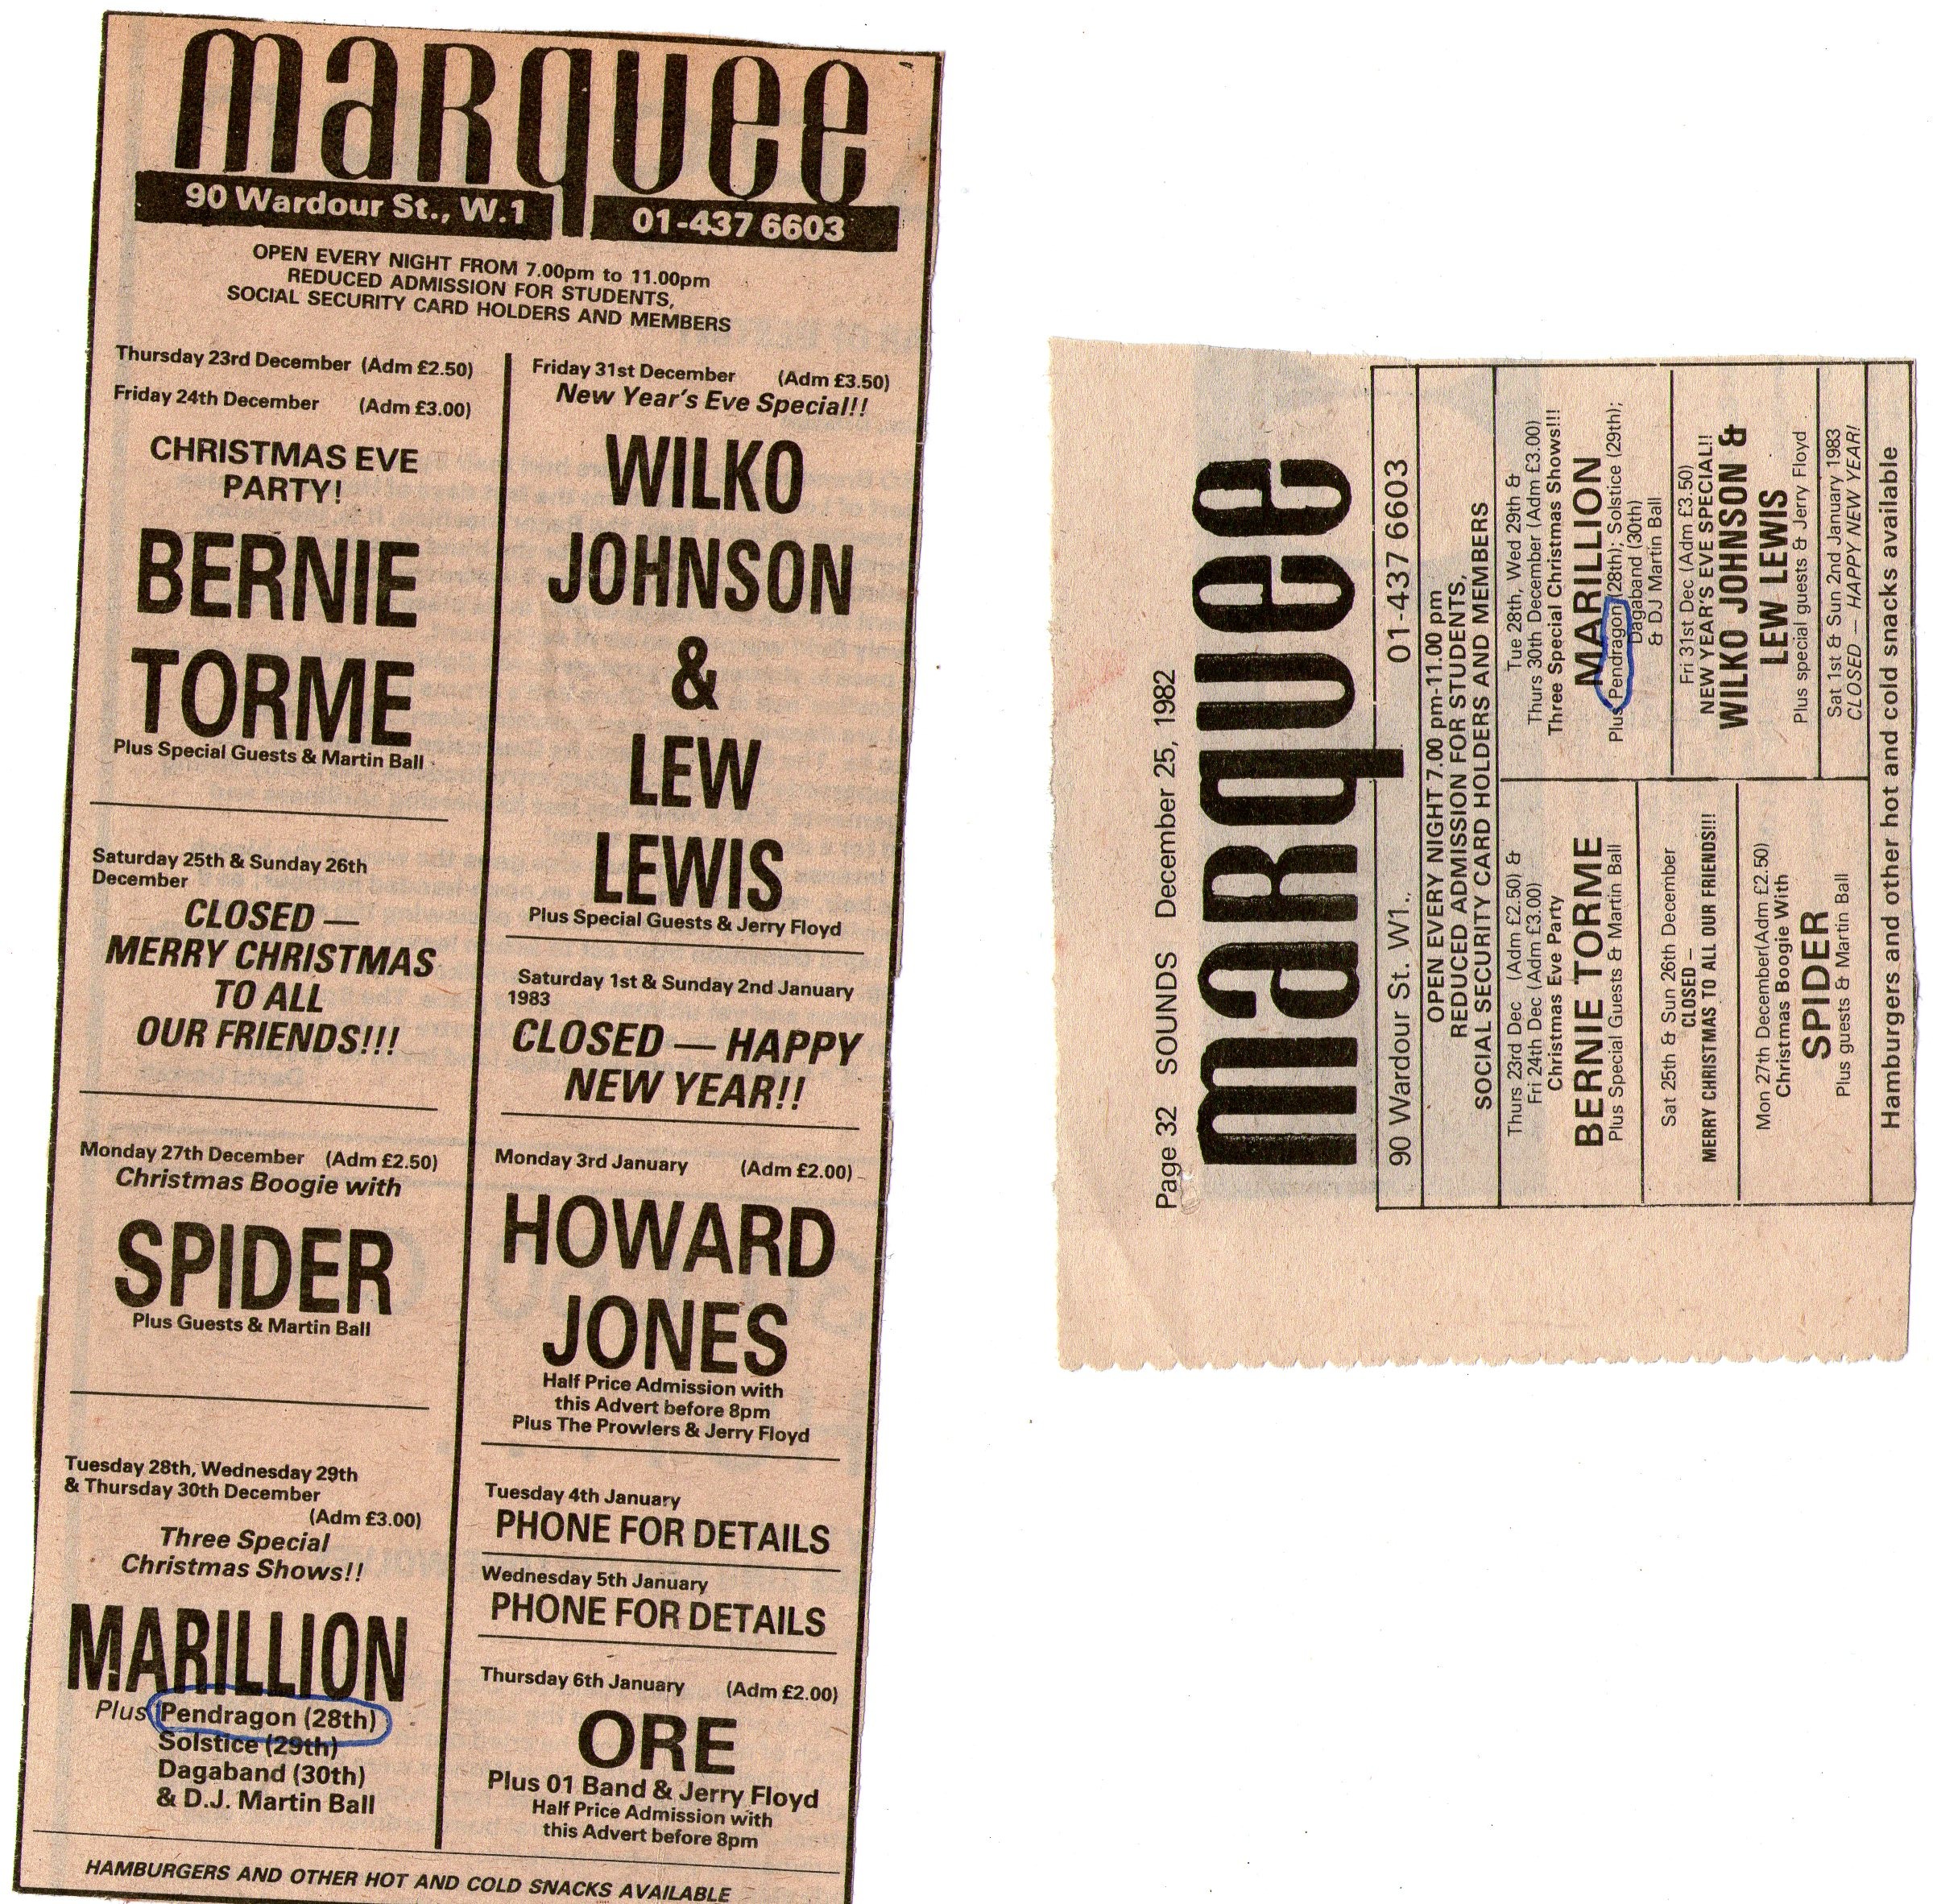 marquee
90 Wardour St., W.1
01-437 6603
OPEN EVERY NIGHT FROM 7.00pm to 11.00pm
REDUCED ADMISSION FOR STUDENTS,
SOCIAL SECURITY CARD HOLDERS AND MEMBERS
Thursday 23rd December (Adm £2.50)
Friday 24th December (Adm £3.00)
CHRISTMAS EVE
PARTY!
BERNIE
TORME
Plus Special Guests & Martin Ball
Saturday 25th & Sunday 26th
December
CLOSED —
MERRY CHRISTMAS
TO ALL
OUR FRIENDS!!!
Monday 27th December (Adm £2.50)
Christmas Boogie with
SPIDER
Plus Guests & Martin Ball
Tuesday 28th, Wednesday 29th
& Thursday 30th December
(Adm £3.00)
Three Special
Christmas Shows!!
MARILLION
Plus Pendragon (28th)
Solstice (29th)
Dagaband (30th)
& D.J. Martin Ball
Friday 31st December (Adm £3.50)
New Year's Eve Special!!
WILKO
JOHNSON
&
LEW
LEWIS
Plus Special Guests & Jerry Floyd
Saturday 1st & Sunday 2nd January
1983
CLOSED — HAPPY
NEW YEAR!!
Monday 3rd January (Adm £2.00)
HOWARD
JONES
Half Price Admission with
this Advert before 8pm
Plus The Prowlers & Jerry Floyd
Tuesday 4th January
PHONE FOR DETAILS
Wednesday 5th January
PHONE FOR DETAILS
Thursday 6th January (Adm £2.00)
ORE
Plus 01 Band & Jerry Floyd
Half Price Admission with
this Advert before 8pm
HAMBURGERS AND OTHER HOT AND COLD SNACKS AVAILABLE
Page 32 SOUNDS December 25, 1982
marquee
90 Wardour St. W1.. 01-437 6603
OPEN EVERY NIGHT 7.00 pm-11.00 pm
REDUCED ADMISSION FOR STUDENTS,
SOCIAL SECURITY CARD HOLDERS AND MEMBERS
Thurs 23rd Dec (Adm £2.50) &
Fri 24th Dec (Adm £3.00)
Christmas Eve Party
BERNIE TORME
Plus Special Guests & Martin Ball
Sat 25th & Sun 26th December
CLOSED —
MERRY CHRISTMAS TO ALL OUR FRIENDS!!!
Mon 27th December(Adm £2.50)
Christmas Boogie With
SPIDER
Plus guests & Martin Ball
Tue 28th, Wed 29th &
Thurs 30th December (Adm £3.00)
Three Special Christmas Shows!!!
MARILLION
Plus Pendragon (28th); Solstice (29th);
Dagaband (30th)
& DJ Martin Ball
Fri 31st Dec (Adm £3.50)
NEW YEAR'S EVE SPECIAL!!
WILKO JOHNSON &
LEW LEWIS
Plus special guests & Jerry Floyd
Sat 1st & Sun 2nd January 1983
CLOSED — HAPPY NEW YEAR!
Hamburgers and other hot and cold snacks available